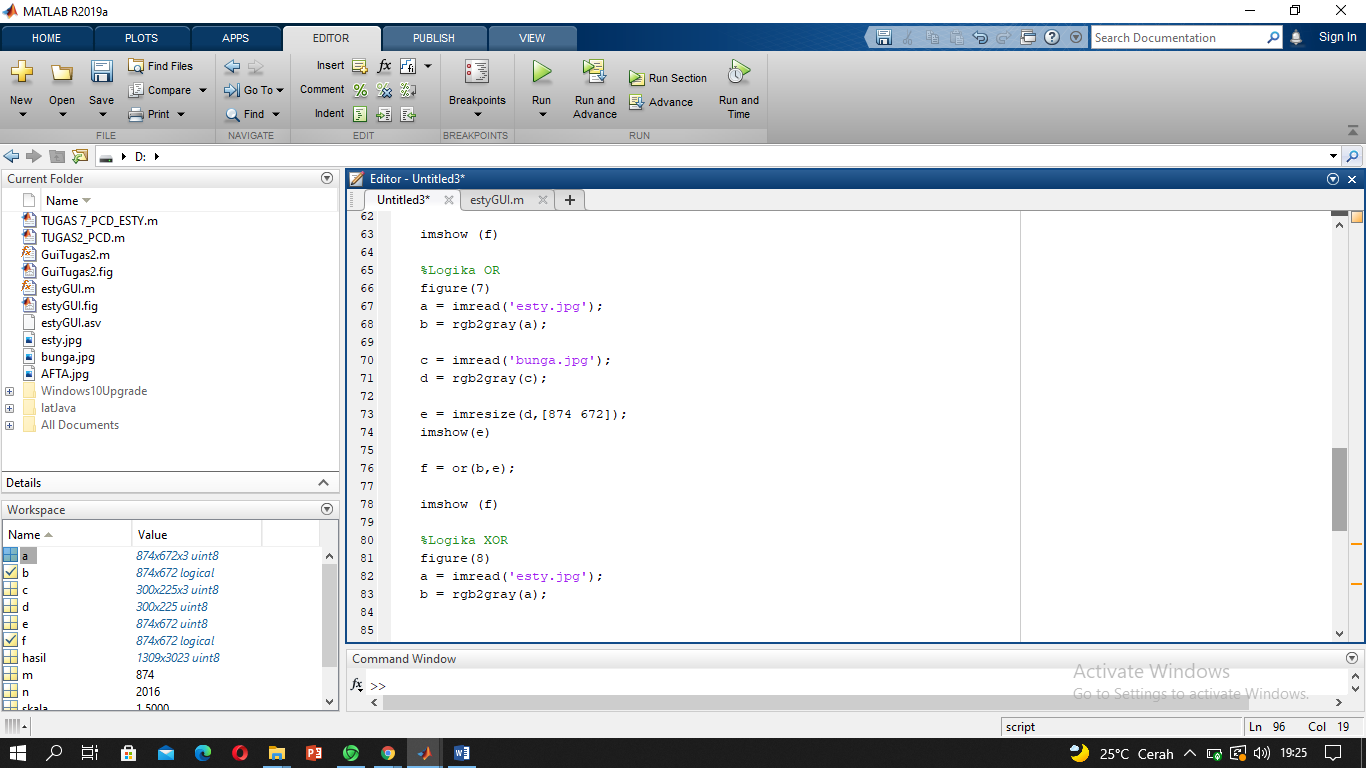 MATLAB R2019a
HOME PLOTS APPS EDITOR PUBLISH VIEW Search Documentation Sign In
New Open Save Find Files Compare Print
Go To Find
Insert fx
Comment
Indent
Breakpoints
Run Run and Advance Run Section Advance Run and Time
FILE NAVIGATE EDIT BREAKPOINTS RUN
D:
Current Folder
Name
TUGAS 7_PCD_ESTY.m
TUGAS2_PCD.m
GuiTugas2.m
GuiTugas2.fig
estyGUI.m
estyGUI.fig
estyGUI.asv
esty.jpg
bunga.jpg
AFTA.jpg
Windows10Upgrade
latJava
All Documents
Details
Workspace
Name Value
a 874x672x3 uint8
b 874x672 logical
c 300x225x3 uint8
d 300x225 uint8
e 874x672 uint8
f 874x672 logical
hasil 1309x3023 uint8
m 874
n 2016
skala 1.5000
Editor - Untitled3*
Untitled3* estyGUI.m
62
63 imshow (f)
64
65 %Logika OR
66 figure(7)
67 a = imread('esty.jpg');
68 b = rgb2gray(a);
69
70 c = imread('bunga.jpg');
71 d = rgb2gray(c);
72
73 e = imresize(d,[874 672]);
74 imshow(e)
75
76 f = or(b,e);
77
78 imshow (f)
79
80 %Logika XOR
81 figure(8)
82 a = imread('esty.jpg');
83 b = rgb2gray(a);
84
85
Command Window
fx >>
Activate Windows
Go to Settings to activate Windows.
script Ln 96 Col 19
25°C Cerah 19:25